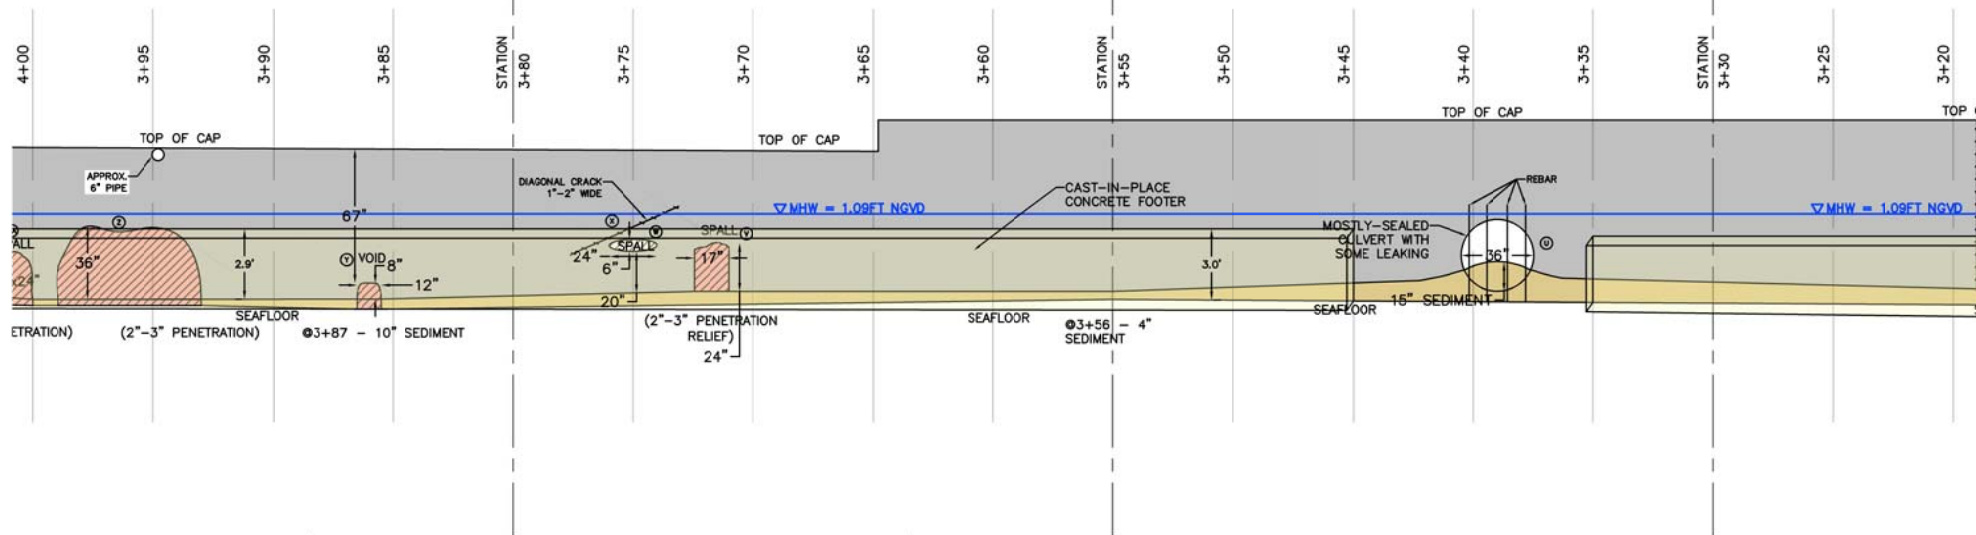 4+00
3+95
3+90
3+85
STATION
3+80
3+75
3+70
3+65
3+60
STATION
3+55
3+50
3+45
3+40
3+35
STATION
3+30
3+25
3+20
TOP OF CAP
TOP OF CAP
TOP OF CAP
TOP
APPROX.
6" PIPE
67"
DIAGONAL CRACK
1"-2" WIDE
MHW = 1.09FT NGVD
CAST-IN-PLACE
CONCRETE FOOTER
REBAR
MHW = 1.09FT NGVD
Z
X
W
SPALL
V
U
MOSTLY-SEALED
CULVERT WITH
SOME LEAKING
36"
ALL
x24"
36"
2.9'
Y
VOID
8"
12"
24"
SPALL
6"
20"
17"
3.0'
15" SEDIMENT
SEAFLOOR
SEAFLOOR
SEAFLOOR
ETRATION)
(2"-3" PENETRATION)
@3+87 - 10" SEDIMENT
(2"-3" PENETRATION
RELIEF)
24"
@3+56 - 4"
SEDIMENT